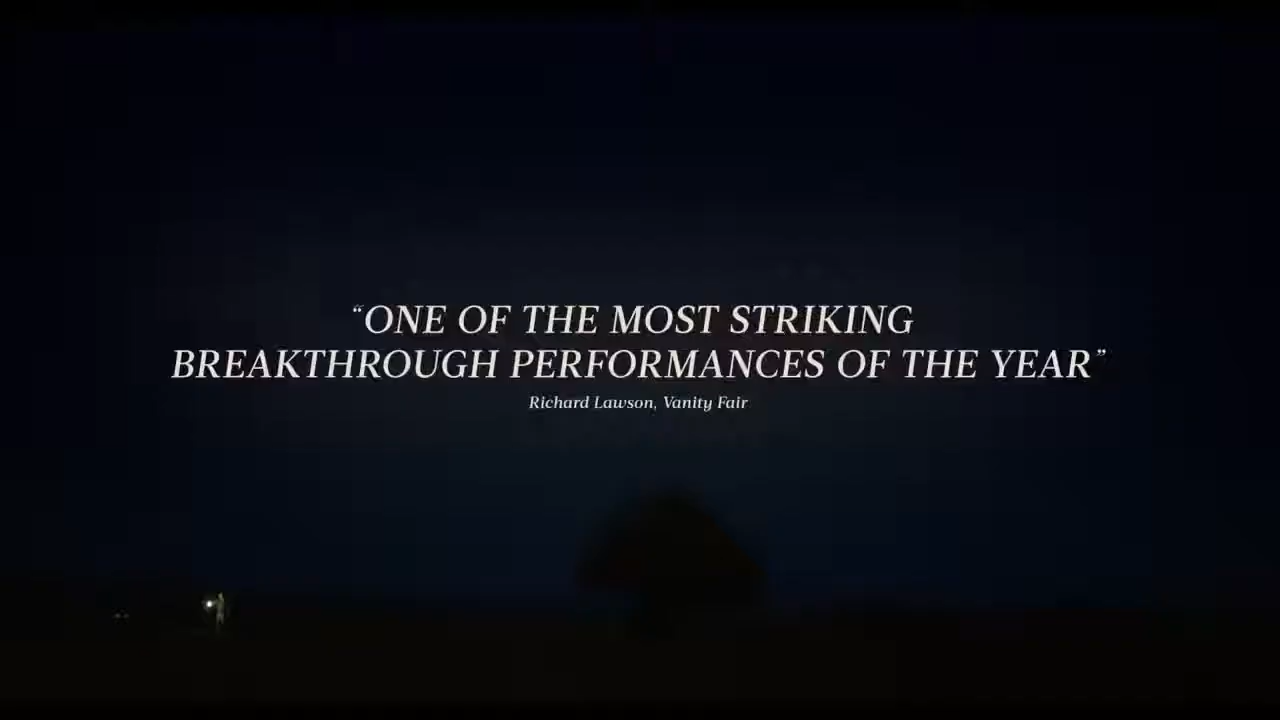 “ONE OF THE MOST STRIKING
BREAKTHROUGH PERFORMANCES OF THE YEAR”
Richard Lawson, Vanity Fair